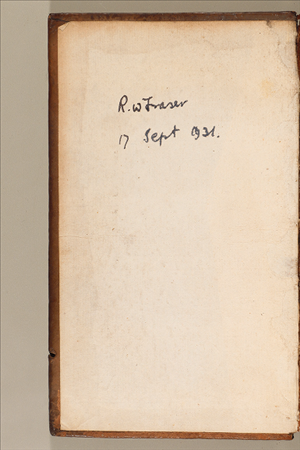 R. W Fraser
17 Sept 1931.